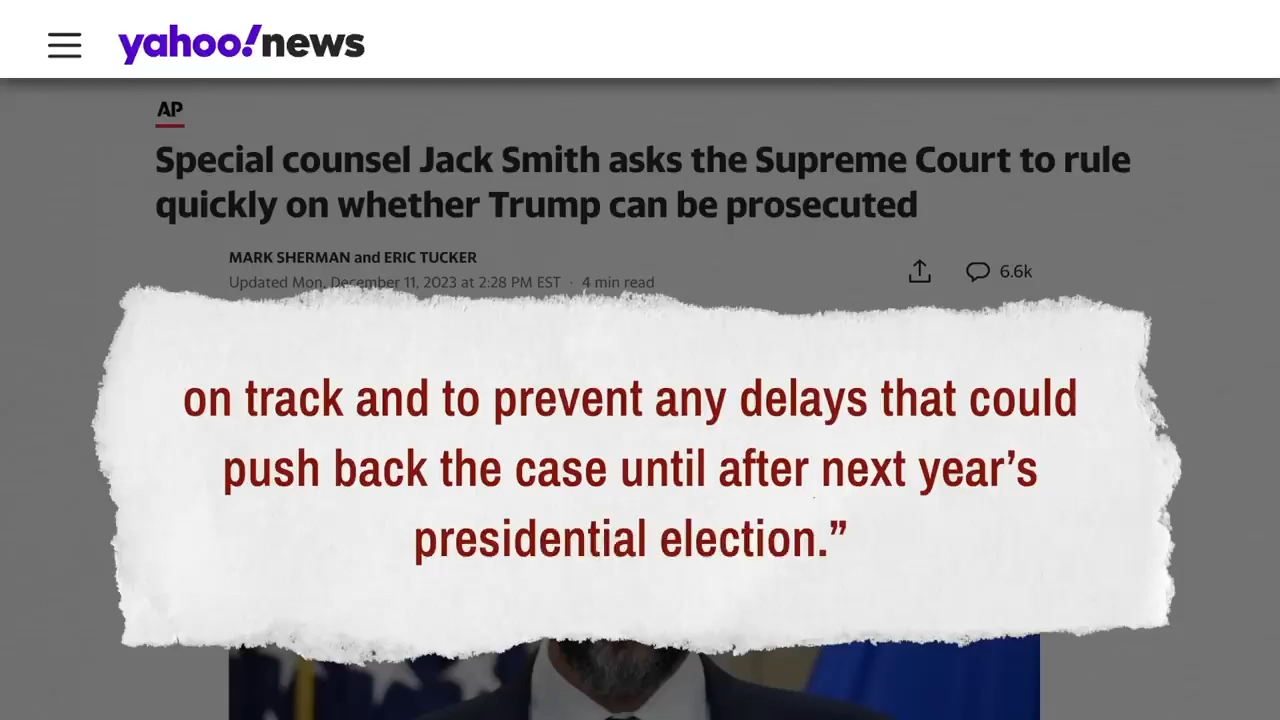 yahoo!news
AP
Special counsel Jack Smith asks the Supreme Court to rule
quickly on whether Trump can be prosecuted
MARK SHERMAN and ERIC TUCKER
Updated Mon, December 11, 2023 at 2:28 PM EST · 4 min read
6.6k
on track and to prevent any delays that could
push back the case until after next year’s
presidential election.”